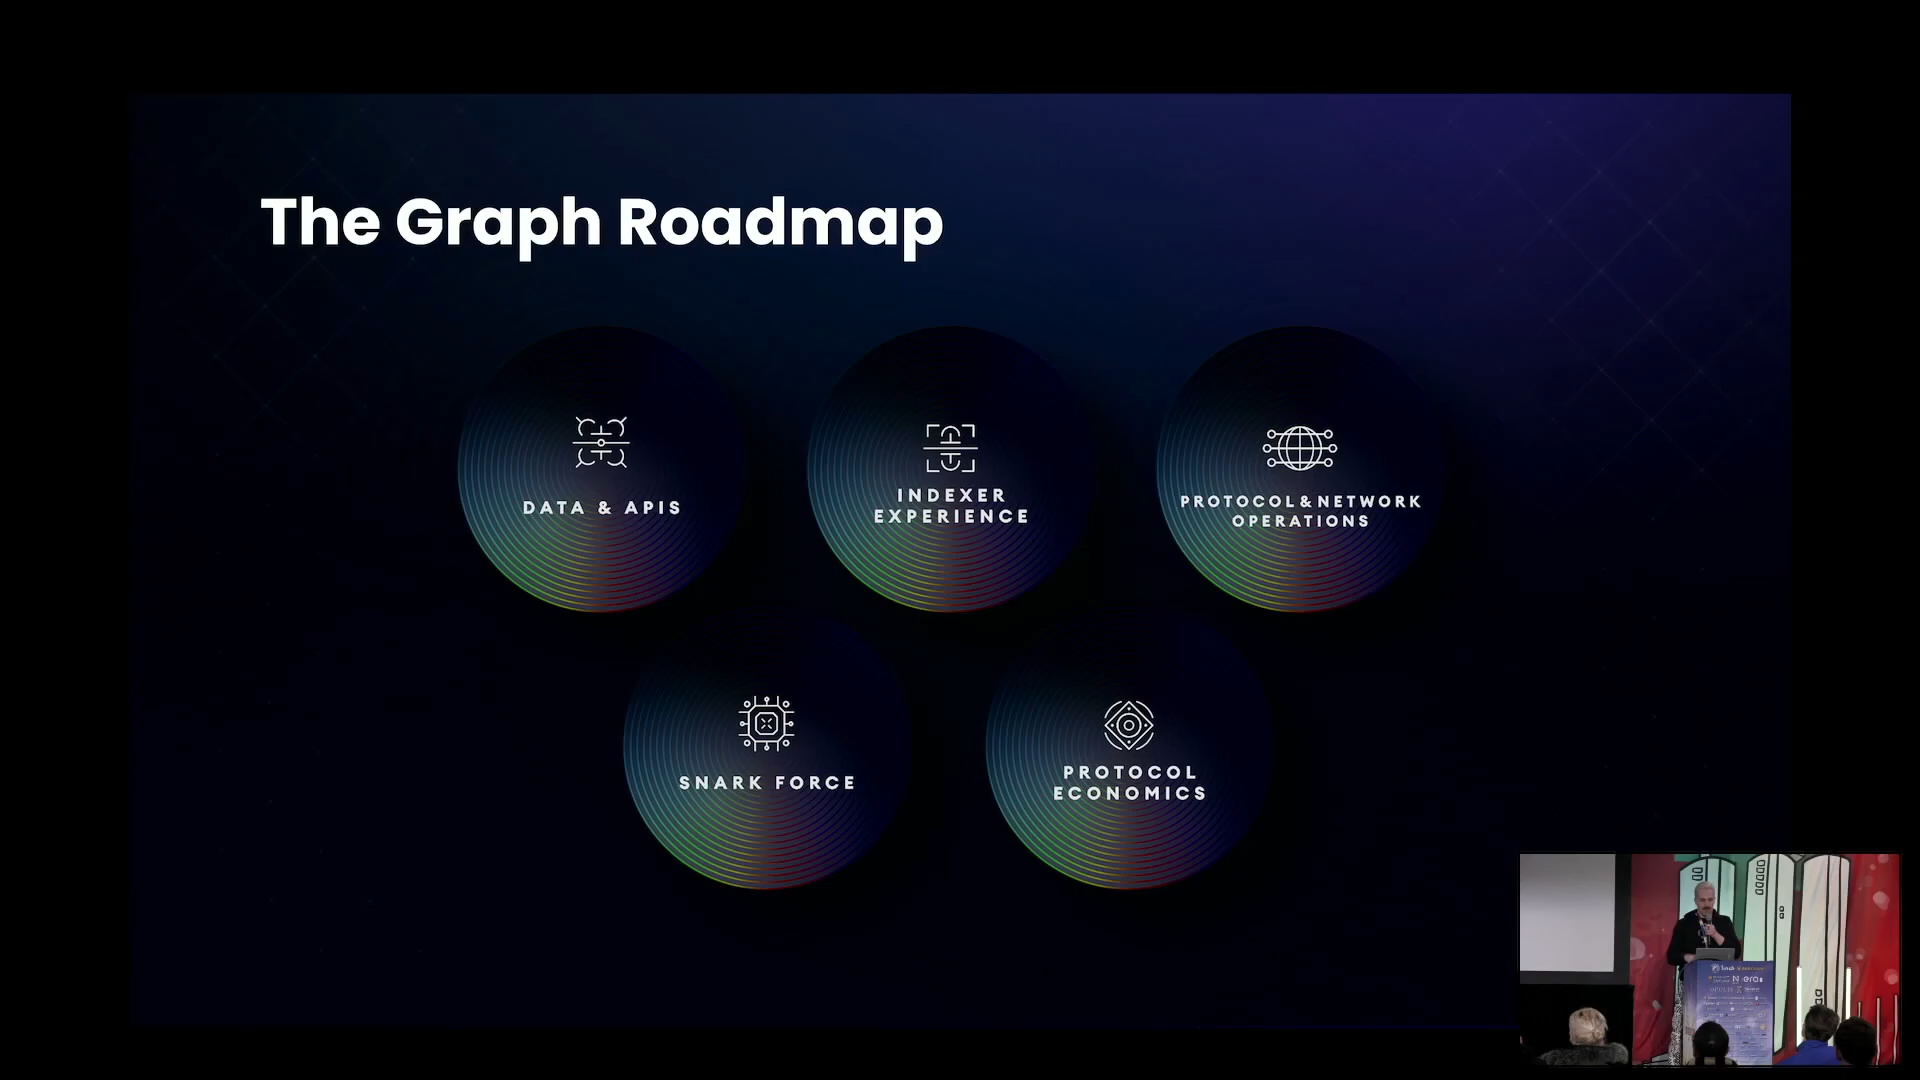 The Graph Roadmap
DATA & APIS
INDEXER
EXPERIENCE
PROTOCOL & NETWORK
OPERATIONS
SNARK FORCE
PROTOCOL
ECONOMICS